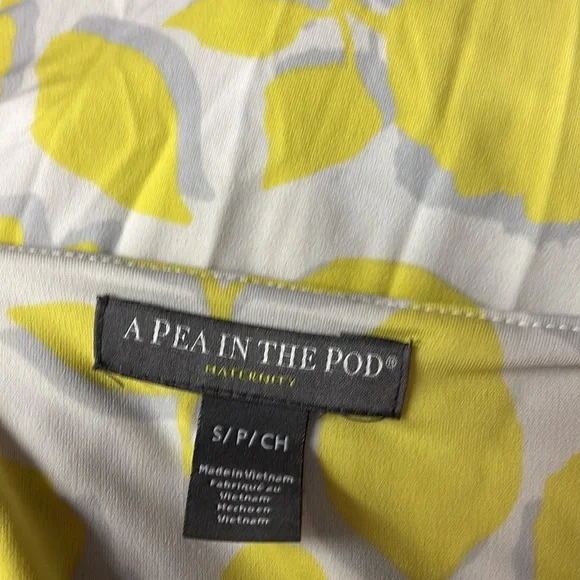 A PEA IN THE POD®
MATERNITY
S/P/CH
Made in Vietnam
Fabriqué au
Vietnam
Hecho en
Vietnam